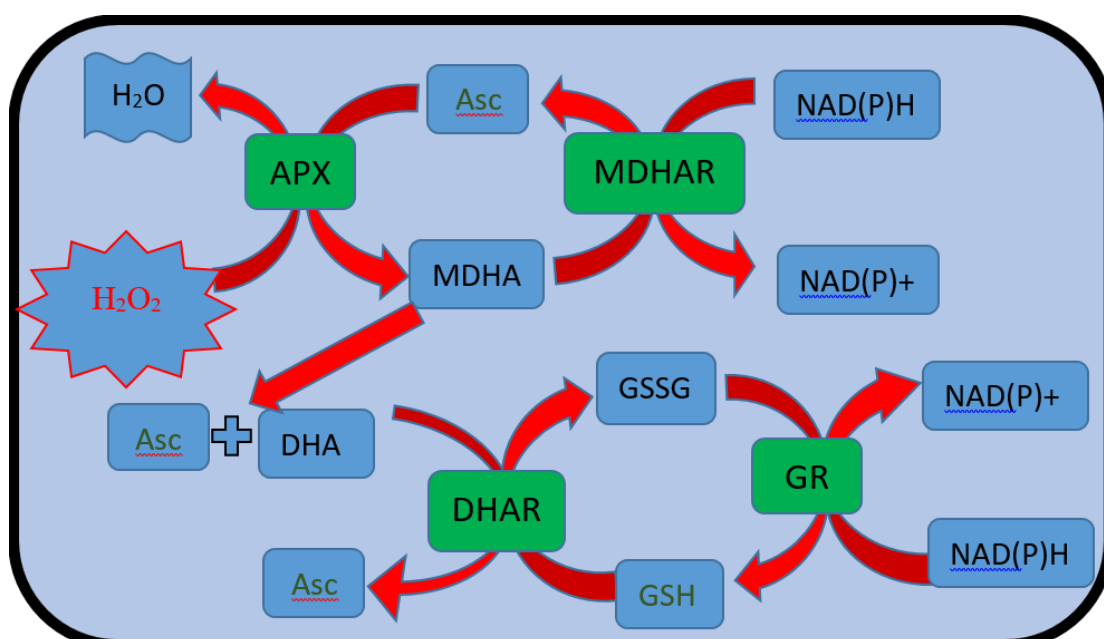 H₂O
Asc
NAD(P)H
APX
MDHAR
H₂O₂
MDHA
NAD(P)+
GSSG
NAD(P)+
Asc
DHA
DHAR
GR
Asc
GSH
NAD(P)H